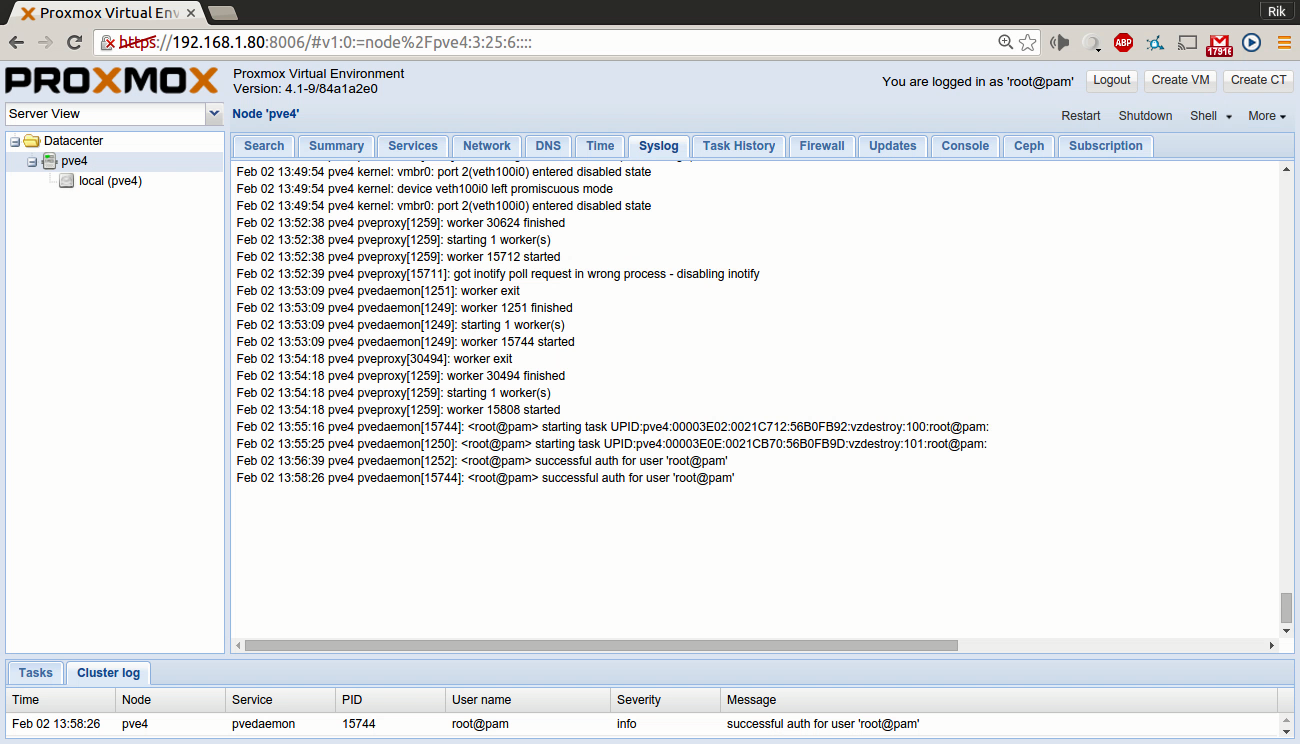 Proxmox Virtual Env
Rik
https://192.168.1.80:8006/#v1:0:=node%2Fpve4:3:25:6::::
ABP
17916
PROXMOX
Proxmox Virtual Environment
Version: 4.1-9/84a1a2e0
You are logged in as 'root@pam'
Logout
Create VM
Create CT
Server View
Node 'pve4'
Restart
Shutdown
Shell
More
Datacenter
pve4
local (pve4)
Search
Summary
Services
Network
DNS
Time
Syslog
Task History
Firewall
Updates
Console
Ceph
Subscription
Feb 02 13:49:54 pve4 kernel: vmbr0: port 2(veth100i0) entered disabled state
Feb 02 13:49:54 pve4 kernel: device veth100i0 left promiscuous mode
Feb 02 13:49:54 pve4 kernel: vmbr0: port 2(veth100i0) entered disabled state
Feb 02 13:52:38 pve4 pveproxy[1259]: worker 30624 finished
Feb 02 13:52:38 pve4 pveproxy[1259]: starting 1 worker(s)
Feb 02 13:52:38 pve4 pveproxy[1259]: worker 15712 started
Feb 02 13:52:39 pve4 pveproxy[15711]: got inotify poll request in wrong process - disabling inotify
Feb 02 13:53:09 pve4 pvedaemon[1251]: worker exit
Feb 02 13:53:09 pve4 pvedaemon[1249]: worker 1251 finished
Feb 02 13:53:09 pve4 pvedaemon[1249]: starting 1 worker(s)
Feb 02 13:53:09 pve4 pvedaemon[1249]: worker 15744 started
Feb 02 13:54:18 pve4 pveproxy[30494]: worker exit
Feb 02 13:54:18 pve4 pveproxy[1259]: worker 30494 finished
Feb 02 13:54:18 pve4 pveproxy[1259]: starting 1 worker(s)
Feb 02 13:54:18 pve4 pveproxy[1259]: worker 15808 started
Feb 02 13:55:16 pve4 pvedaemon[15744]: <root@pam> starting task UPID:pve4:00003E02:0021C712:56B0FB92:vzdestroy:100:root@pam:
Feb 02 13:55:25 pve4 pvedaemon[1250]: <root@pam> starting task UPID:pve4:00003E0E:0021CB70:56B0FB9D:vzdestroy:101:root@pam:
Feb 02 13:56:39 pve4 pvedaemon[1252]: <root@pam> successful auth for user 'root@pam'
Feb 02 13:58:26 pve4 pvedaemon[15744]: <root@pam> successful auth for user 'root@pam'
Tasks
Cluster log
Time Node Service PID User name Severity Message
Feb 02 13:58:26 pve4 pvedaemon 15744 root@pam info successful auth for user 'root@pam'